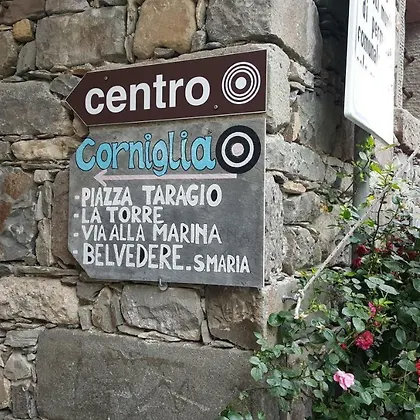 centro
Corniglia
- PIAZZA TARAGIO
- LA TORRE
- VIA ALLA MARINA
- BELVEDERE. S.MARIA